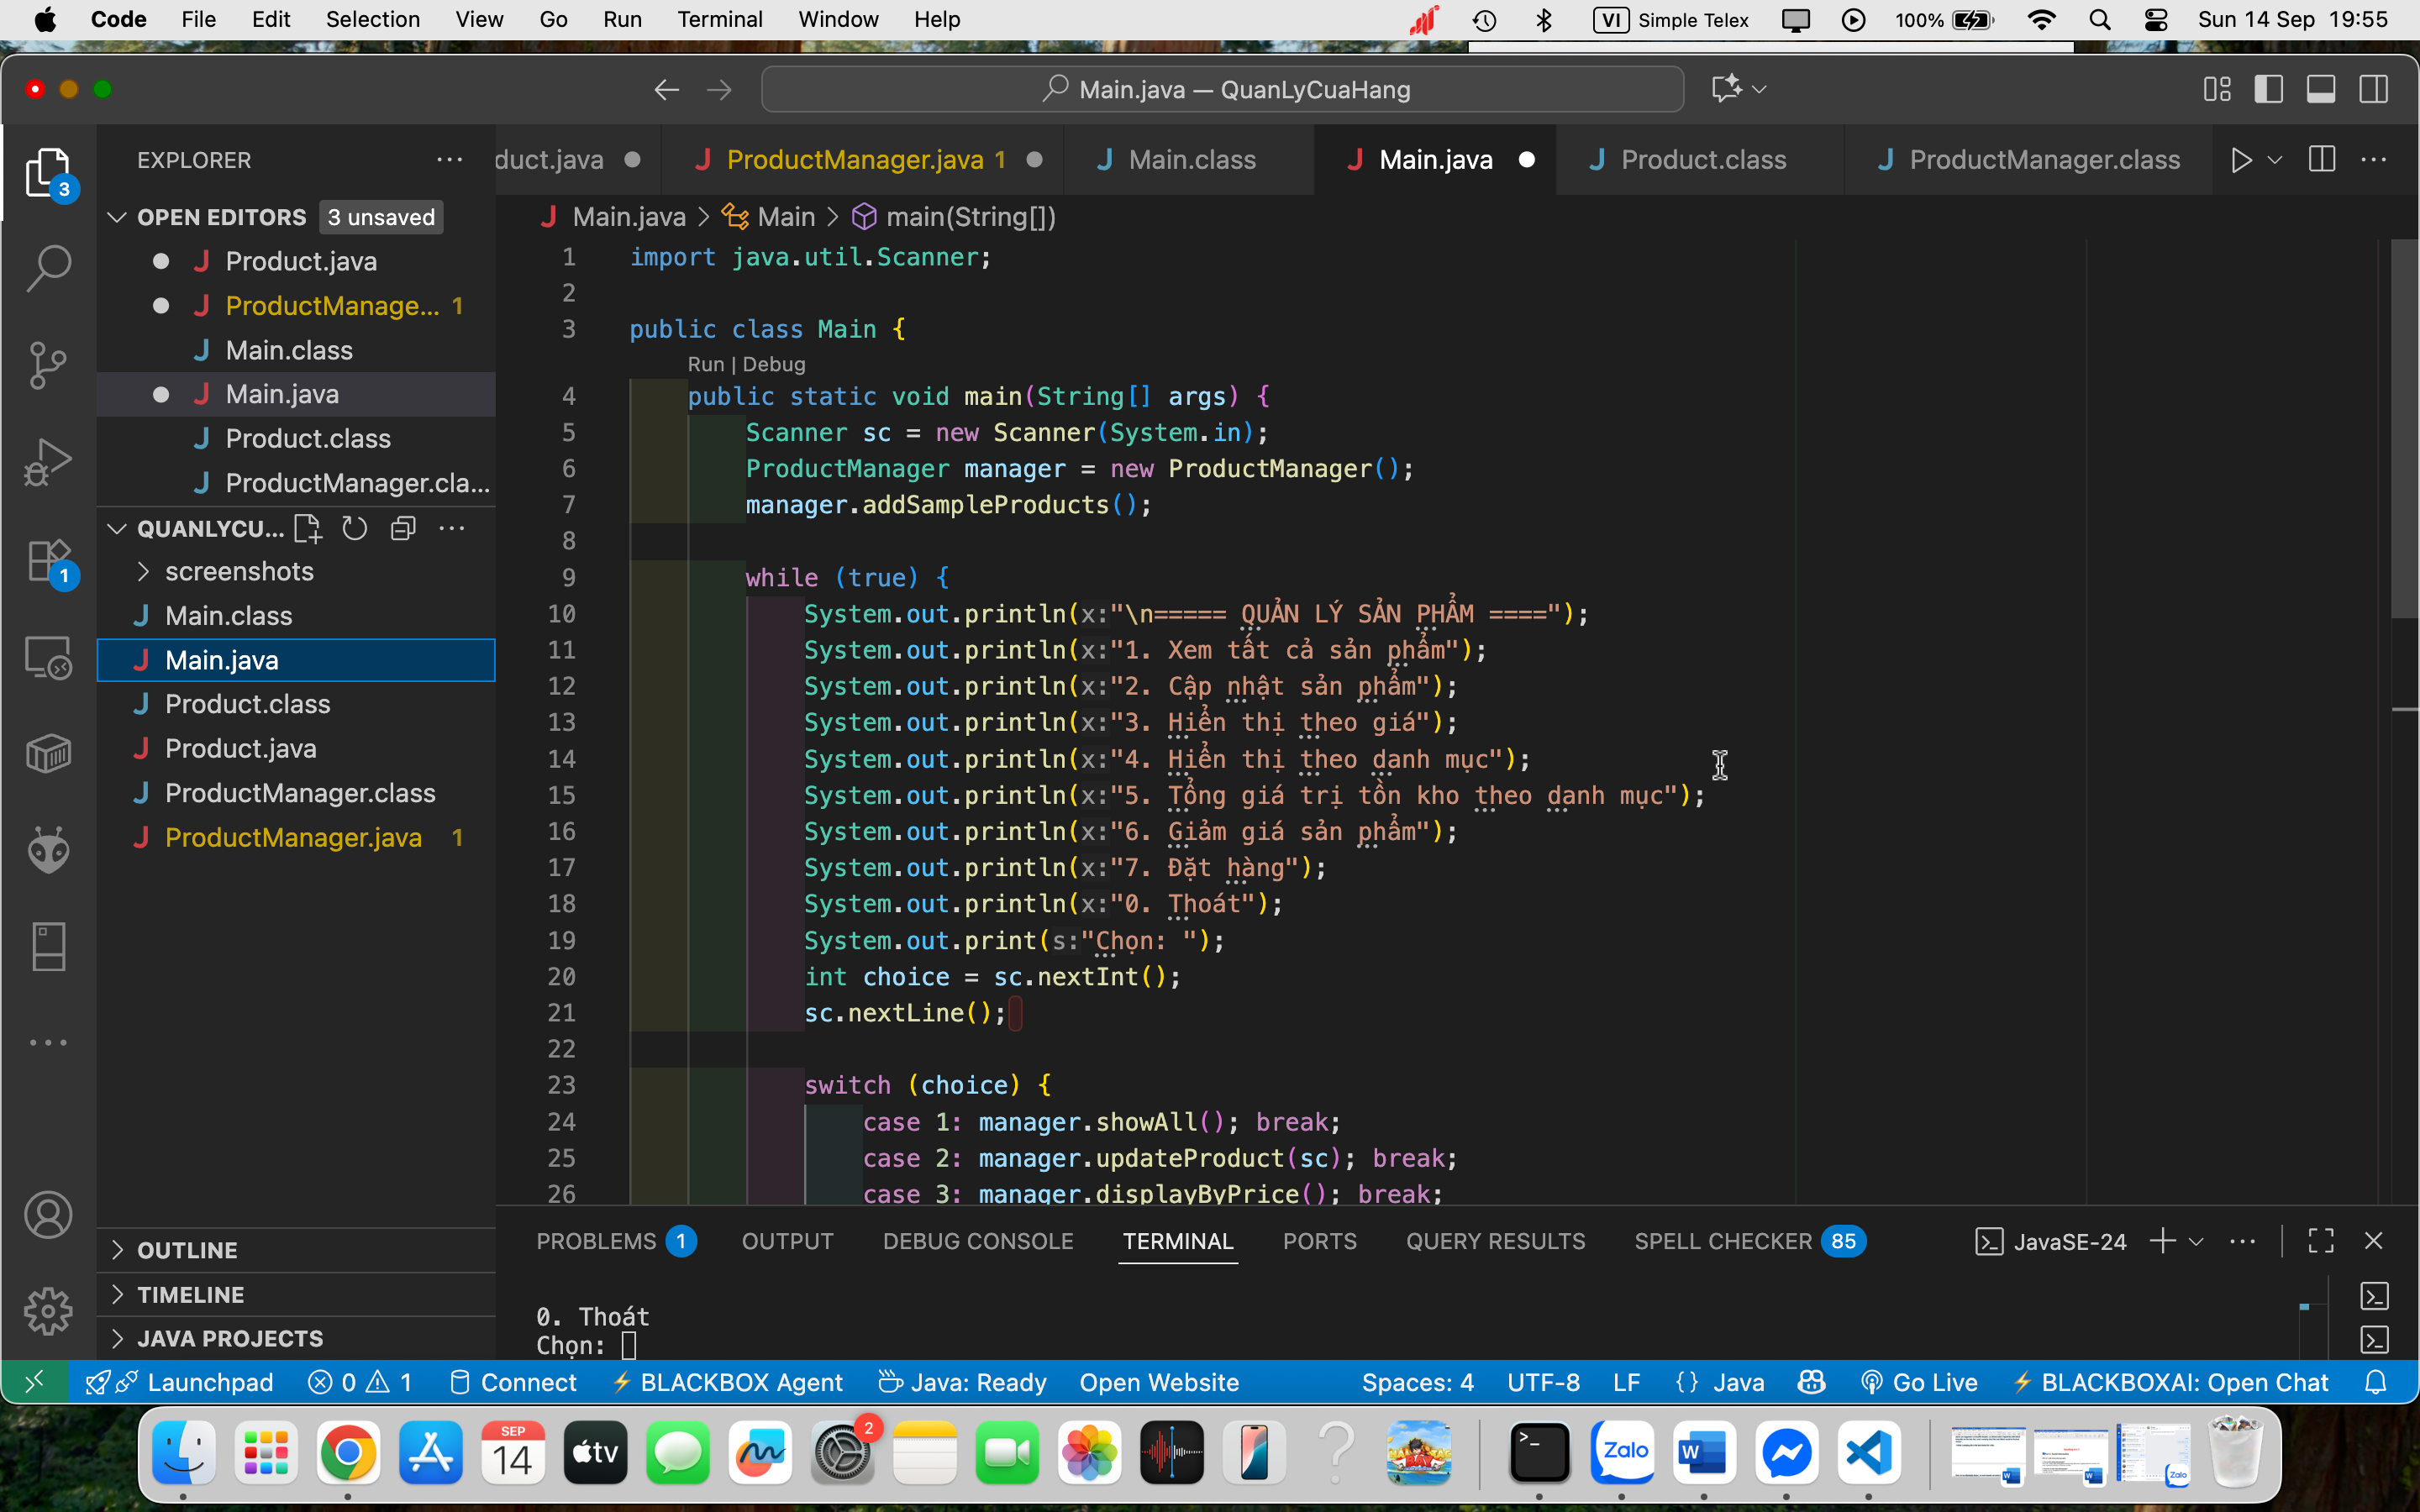 Code File Edit Selection View Go Run Terminal Window Help VI Simple Telex 100% Sun 14 Sep 19:55
Main.java — QuanLyCuaHang
EXPLORER
duct.java
ProductManager.java 1
Main.class
Main.java
Product.class
ProductManager.class
3
OPEN EDITORS 3 unsaved
Product.java
ProductManage... 1
Main.class
Main.java
Product.class
ProductManager.cla...
QUANLYCU...
screenshots
1
Main.class
Main.java
Product.class
Product.java
ProductManager.class
ProductManager.java 1
OUTLINE
TIMELINE
JAVA PROJECTS
Main.java > Main > main(String[])
1 import java.util.Scanner;
2
3 public class Main {
Run | Debug
4 public static void main(String[] args) {
5 Scanner sc = new Scanner(System.in);
6 ProductManager manager = new ProductManager();
7 manager.addSampleProducts();
8
9 while (true) {
10 System.out.println(x:"\n===== QUẢN LÝ SẢN PHẨM ====");
11 System.out.println(x:"1. Xem tất cả sản phẩm");
12 System.out.println(x:"2. Cập nhật sản phẩm");
13 System.out.println(x:"3. Hiển thị theo giá");
14 System.out.println(x:"4. Hiển thị theo danh mục");
15 System.out.println(x:"5. Tổng giá trị tồn kho theo danh mục");
16 System.out.println(x:"6. Giảm giá sản phẩm");
17 System.out.println(x:"7. Đặt hàng");
18 System.out.println(x:"0. Thoát");
19 System.out.print(s:"Chọn: ");
20 int choice = sc.nextInt();
21 sc.nextLine();
22
23 switch (choice) {
24 case 1: manager.showAll(); break;
25 case 2: manager.updateProduct(sc); break;
26 case 3: manager.displayByPrice(); break;
PROBLEMS 1 OUTPUT DEBUG CONSOLE TERMINAL PORTS QUERY RESULTS SPELL CHECKER 85 JavaSE-24
0. Thoát
Chọn:
Launchpad 0 1 Connect BLACKBOX Agent Java: Ready Open Website Spaces: 4 UTF-8 LF {} Java Go Live BLACKBOXAI: Open Chat
SEP
14
tv
2
Zalo
W